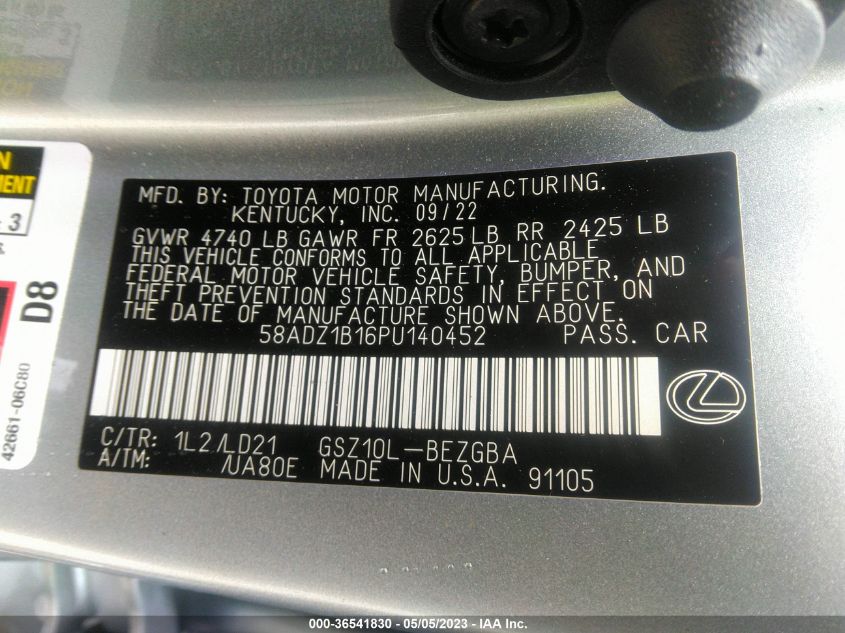 MFD. BY: TOYOTA MOTOR MANUFACTURING.
KENTUCKY, INC. 09/22
GVWR 4740 LB GAWR FR 2625 LB RR 2425 LB
THIS VEHICLE CONFORMS TO ALL APPLICABLE
FEDERAL MOTOR VEHICLE SAFETY, BUMPER, AND
THEFT PREVENTION STANDARDS IN EFFECT ON
THE DATE OF MANUFACTURE SHOWN ABOVE.
58ADZ1B16PU140452 PASS. CAR
C/TR: 1L2/LD21 GSZ10L-BEZGBA
A/TM: /UA80E MADE IN U.S.A. 91105
3
D8
42661-06C80
000-36541830 - 05/05/2023 - IAA Inc.